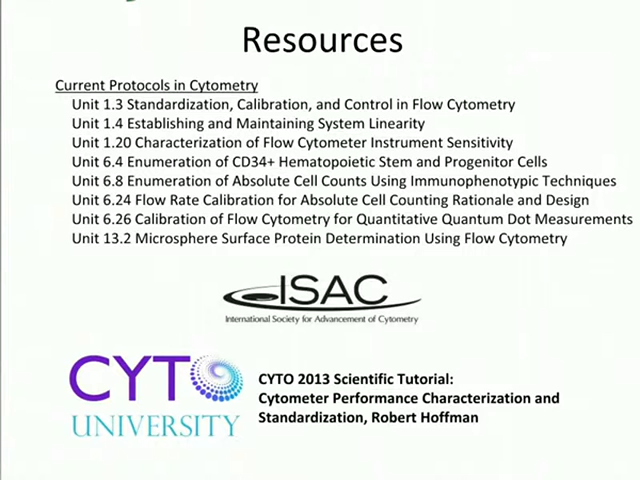 Resources
Current Protocols in Cytometry
Unit 1.3 Standardization, Calibration, and Control in Flow Cytometry
Unit 1.4 Establishing and Maintaining System Linearity
Unit 1.20 Characterization of Flow Cytometer Instrument Sensitivity
Unit 6.4 Enumeration of CD34+ Hematopoietic Stem and Progenitor Cells
Unit 6.8 Enumeration of Absolute Cell Counts Using Immunophenotypic Techniques
Unit 6.24 Flow Rate Calibration for Absolute Cell Counting Rationale and Design
Unit 6.26 Calibration of Flow Cytometry for Quantitative Quantum Dot Measurements
Unit 13.2 Microsphere Surface Protein Determination Using Flow Cytometry
ISAC
International Society for Advancement of Cytometry
CYTO
UNIVERSITY
CYTO 2013 Scientific Tutorial:
Cytometer Performance Characterization and
Standardization, Robert Hoffman